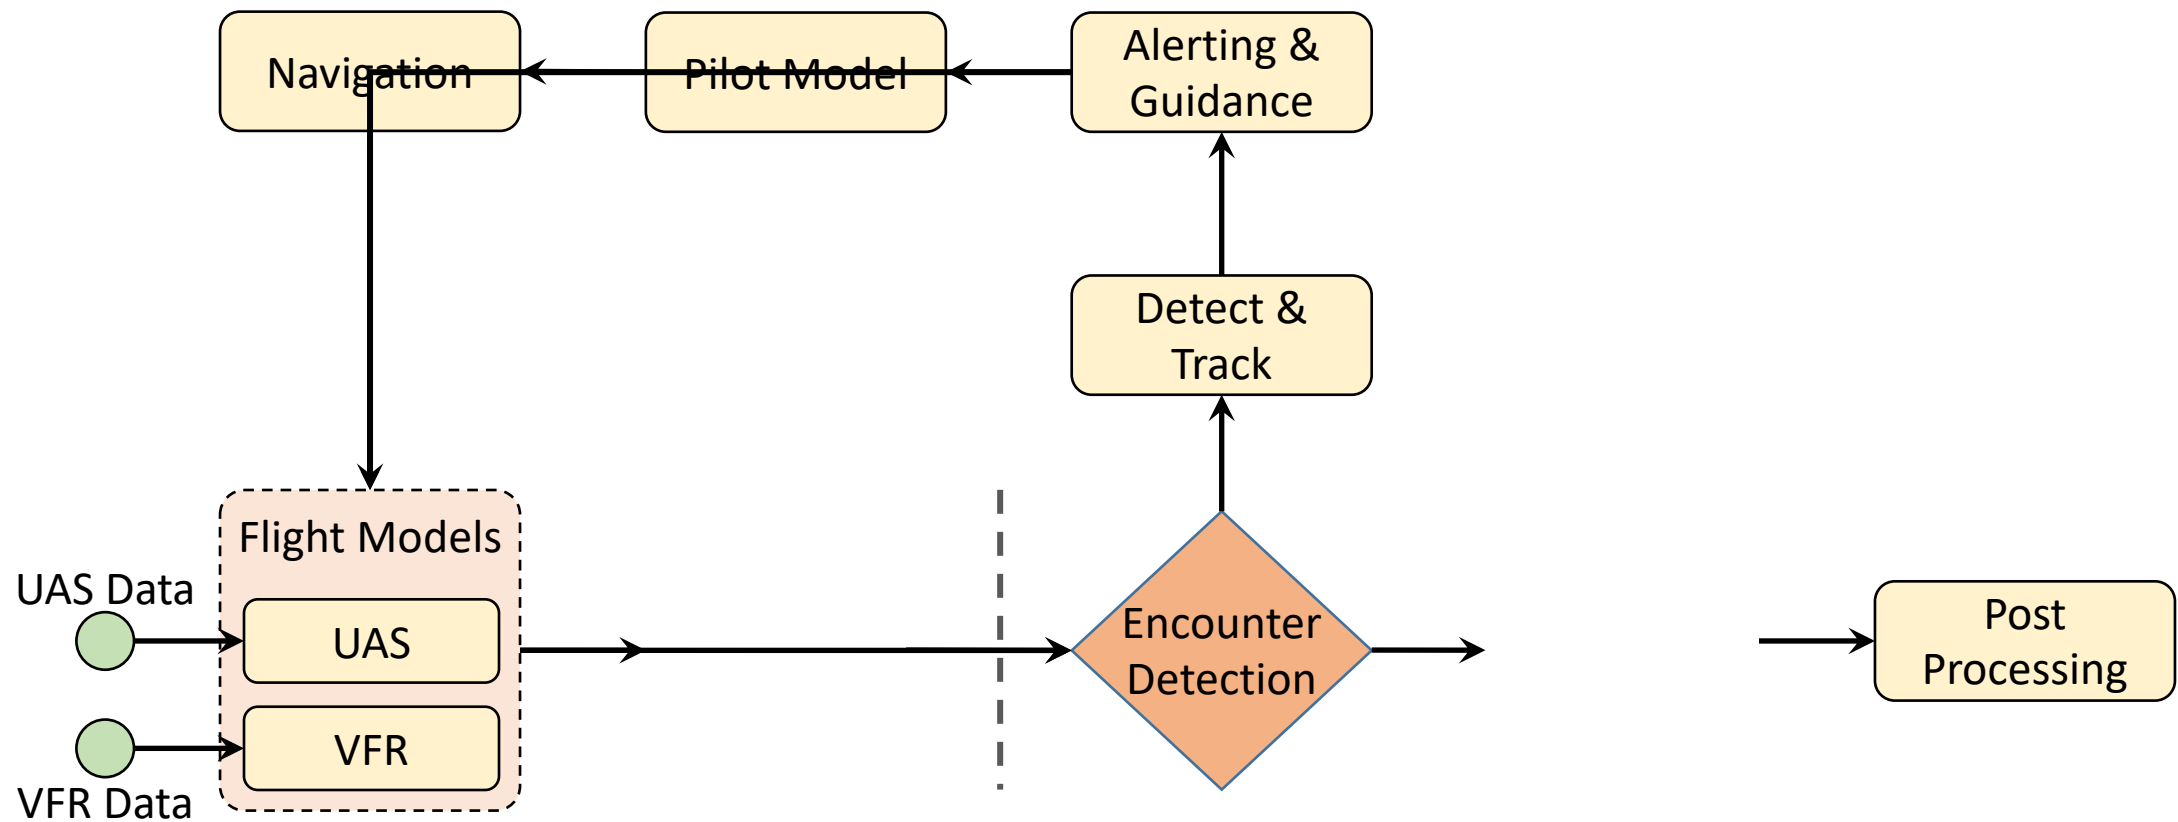 Navigation
Pilot Model
Alerting &
Guidance
Detect &
Track
Flight Models
UAS Data
UAS
VFR
VFR Data
Encounter
Detection
Post
Processing